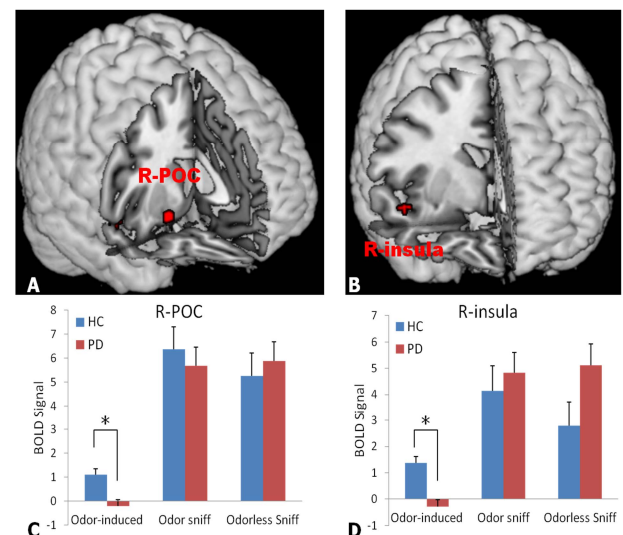 R-POC
A
R-insula
B
R-POC
HC
PD
BOLD Signal
8
7
6
5
4
3
2
1
0
-1
*
Odor-induced
Odor sniff
Odorless Sniff
C
R-insula
HC
PD
BOLD Signal
7
6
5
4
3
2
1
0
-1
*
Odor-induced
Odor sniff
Odorless Sniff
D